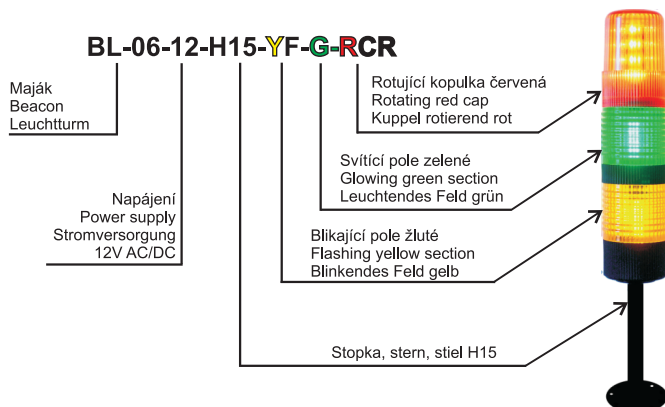 BL-06-12-H15-YF-G-RCR
Maják
Beacon
Leuchtturm
Rotující kopulka červená
Rotating red cap
Kuppel rotierend rot
Svítící pole zelené
Glowing green section
Leuchtendes Feld grün
Napájení
Power supply
Stromversorgung
12V AC/DC
Blikající pole žluté
Flashing yellow section
Blinkendes Feld gelb
Stopka, stern, stiel H15